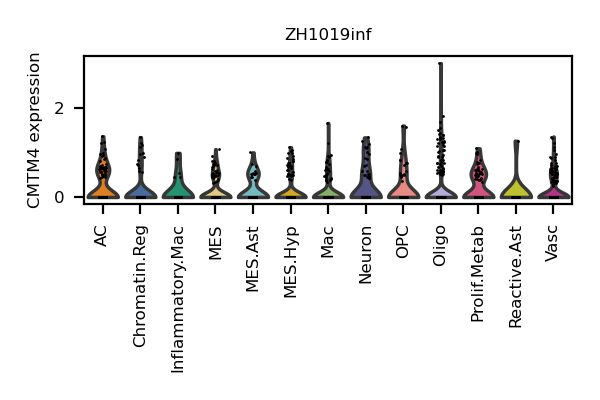 ZH1019inf
CMTM4 expression
2
0
AC
Chromatin.Reg
Inflammatory.Mac
MES
MES.Ast
MES.Hyp
Mac
Neuron
OPC
Oligo
Prolif.Metab
Reactive.Ast
Vasc